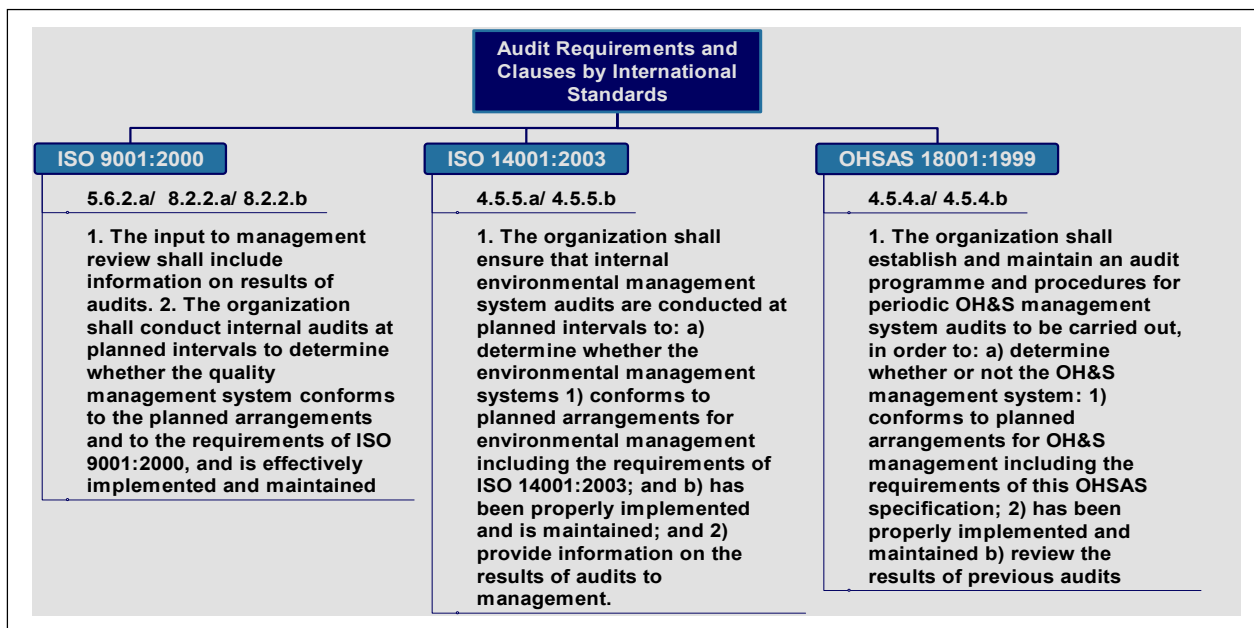 Audit Requirements and
Clauses by International
Standards
ISO 9001:2000
5.6.2.a/ 8.2.2.a/ 8.2.2.b
1. The input to management
review shall include
information on results of
audits. 2. The organization
shall conduct internal audits at
planned intervals to determine
whether the quality
management system conforms
to the planned arrangements
and to the requirements of ISO
9001:2000, and is effectively
implemented and maintained
ISO 14001:2003
4.5.5.a/ 4.5.5.b
1. The organization shall
ensure that internal
environmental management
system audits are conducted at
planned intervals to: a)
determine whether the
environmental management
systems 1) conforms to
planned arrangements for
environmental management
including the requirements of
ISO 14001:2003; and b) has
been properly implemented
and is maintained; and 2)
provide information on the
results of audits to
management.
OHSAS 18001:1999
4.5.4.a/ 4.5.4.b
1. The organization shall
establish and maintain an audit
programme and procedures for
periodic OH&S management
system audits to be carried out,
in order to: a) determine
whether or not the OH&S
management system: 1)
conforms to planned
arrangements for OH&S
management including the
requirements of this OHSAS
specification; 2) has been
properly implemented and
maintained b) review the
results of previous audits